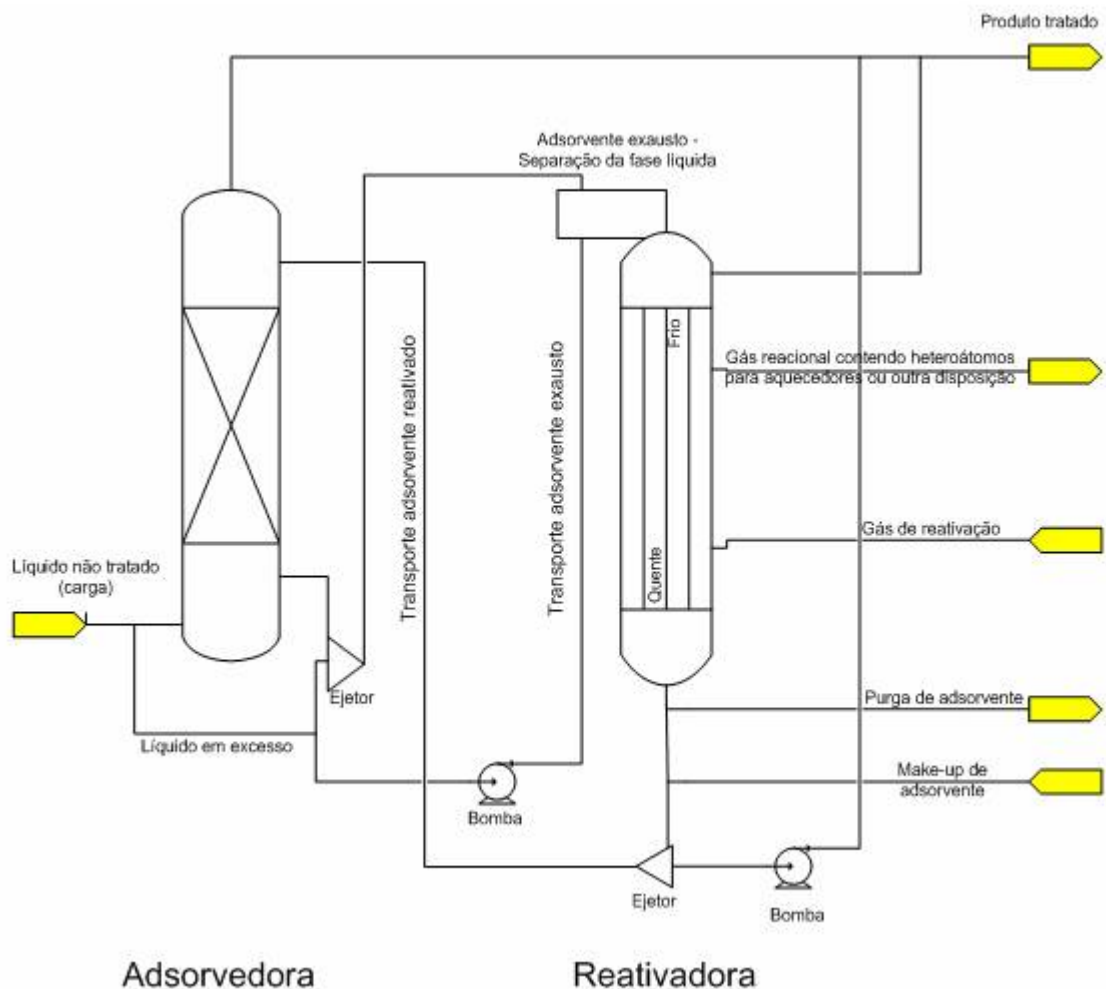 Produto tratado
Adsorvente exausto -
Separação da fase líquida
Transporte adsorvente reativado
Transporte adsorvente exausto
Frio
Quente
Gás reacional contendo heteroátomos
para aquecedores ou outra disposição
Gás de reativação
Líquido não tratado
(carga)
Ejetor
Líquido em excesso
Purga de adsorvente
Make-up de
adsorvente
Bomba
Ejetor
Bomba
Adsorvedora
Reativadora